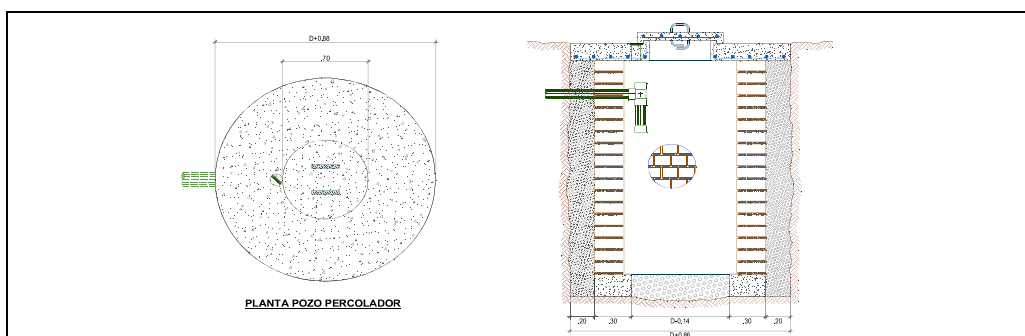 D+0.88
.70
PLANTA POZO PERCOLADOR
.20 .30 D-0.14 .30 .20
D+0.86